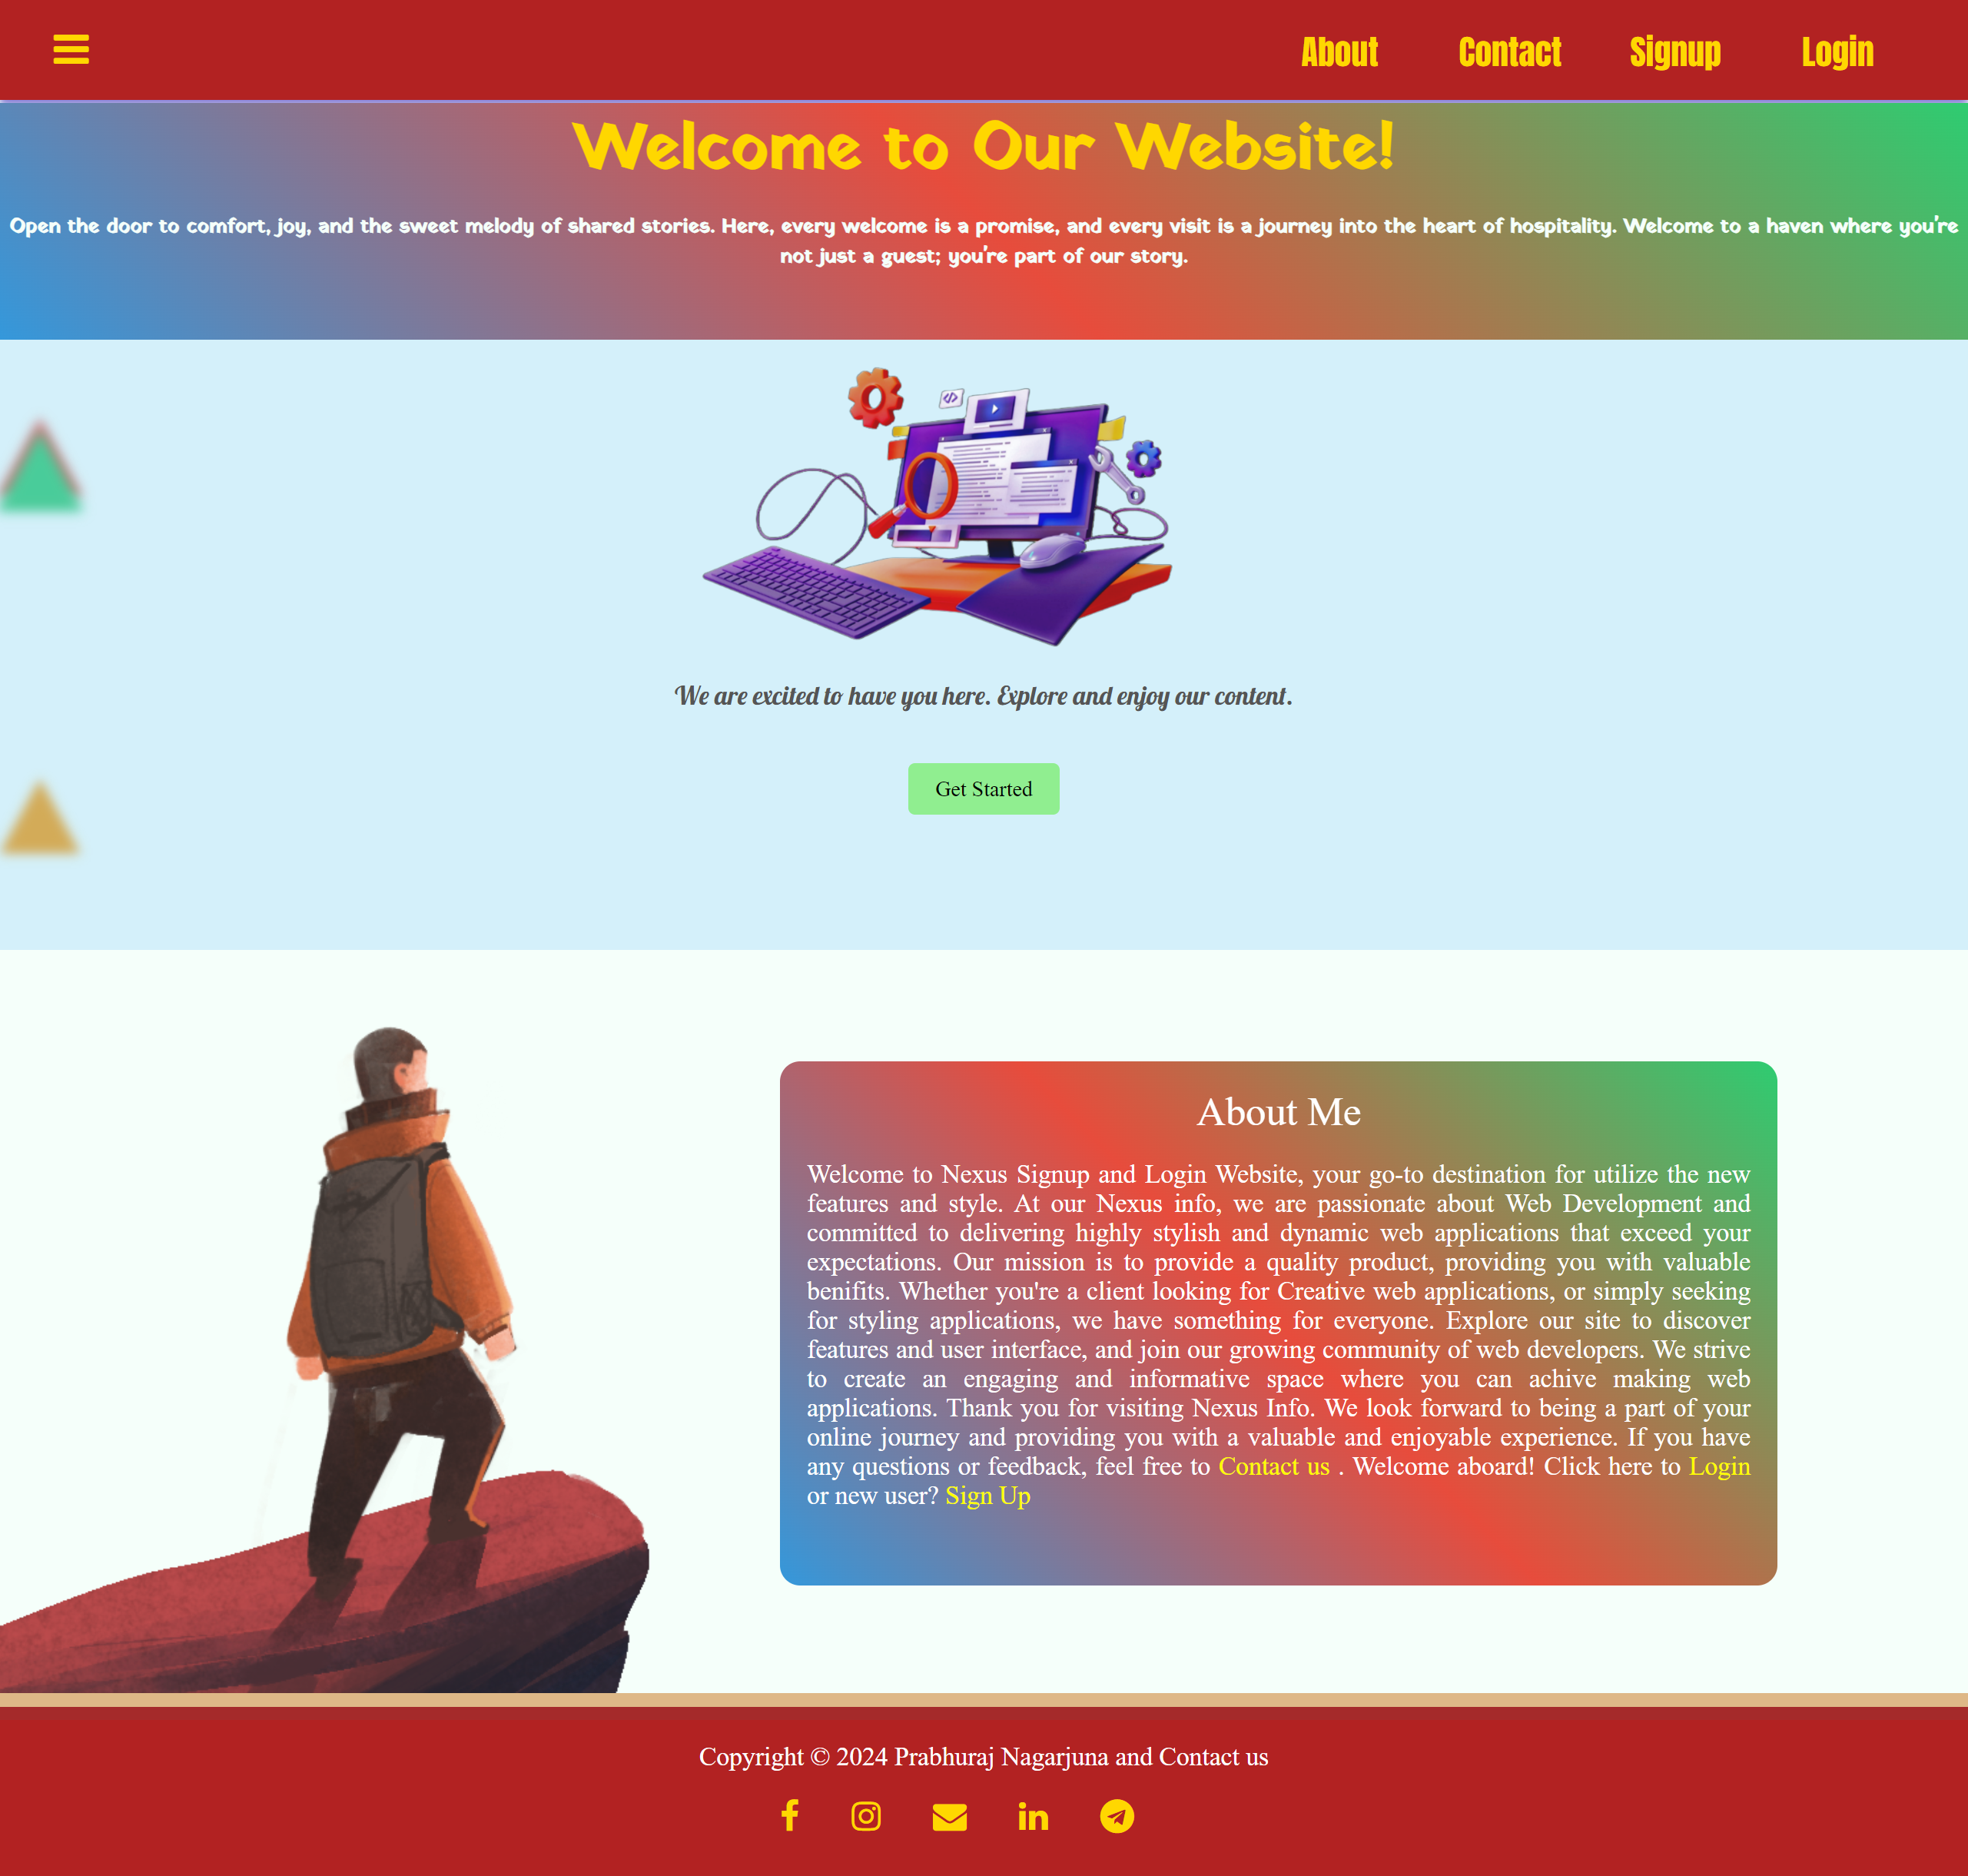 About Contact Signup Login
Welcome to Our Website!
Open the door to comfort, joy, and the sweet melody of shared stories. Here, every welcome is a promise, and every visit is a journey into the heart of hospitality. Welcome to a haven where you're
not just a guest; you're part of our story.
We are excited to have you here. Explore and enjoy our content.
Get Started
About Me
Welcome to Nexus Signup and Login Website, your go-to destination for utilize the new
features and style. At our Nexus info, we are passionate about Web Development and
committed to delivering highly stylish and dynamic web applications that exceed your
expectations. Our mission is to provide a quality product, providing you with valuable
benifits. Whether you're a client looking for Creative web applications, or simply seeking
for styling applications, we have something for everyone. Explore our site to discover
features and user interface, and join our growing community of web developers. We strive
to create an engaging and informative space where you can achive making web
applications. Thank you for visiting Nexus Info. We look forward to being a part of your
online journey and providing you with a valuable and enjoyable experience. If you have
any questions or feedback, feel free to Contact us . Welcome aboard! Click here to Login
or new user? Sign Up
Copyright © 2024 Prabhuraj Nagarjuna and Contact us